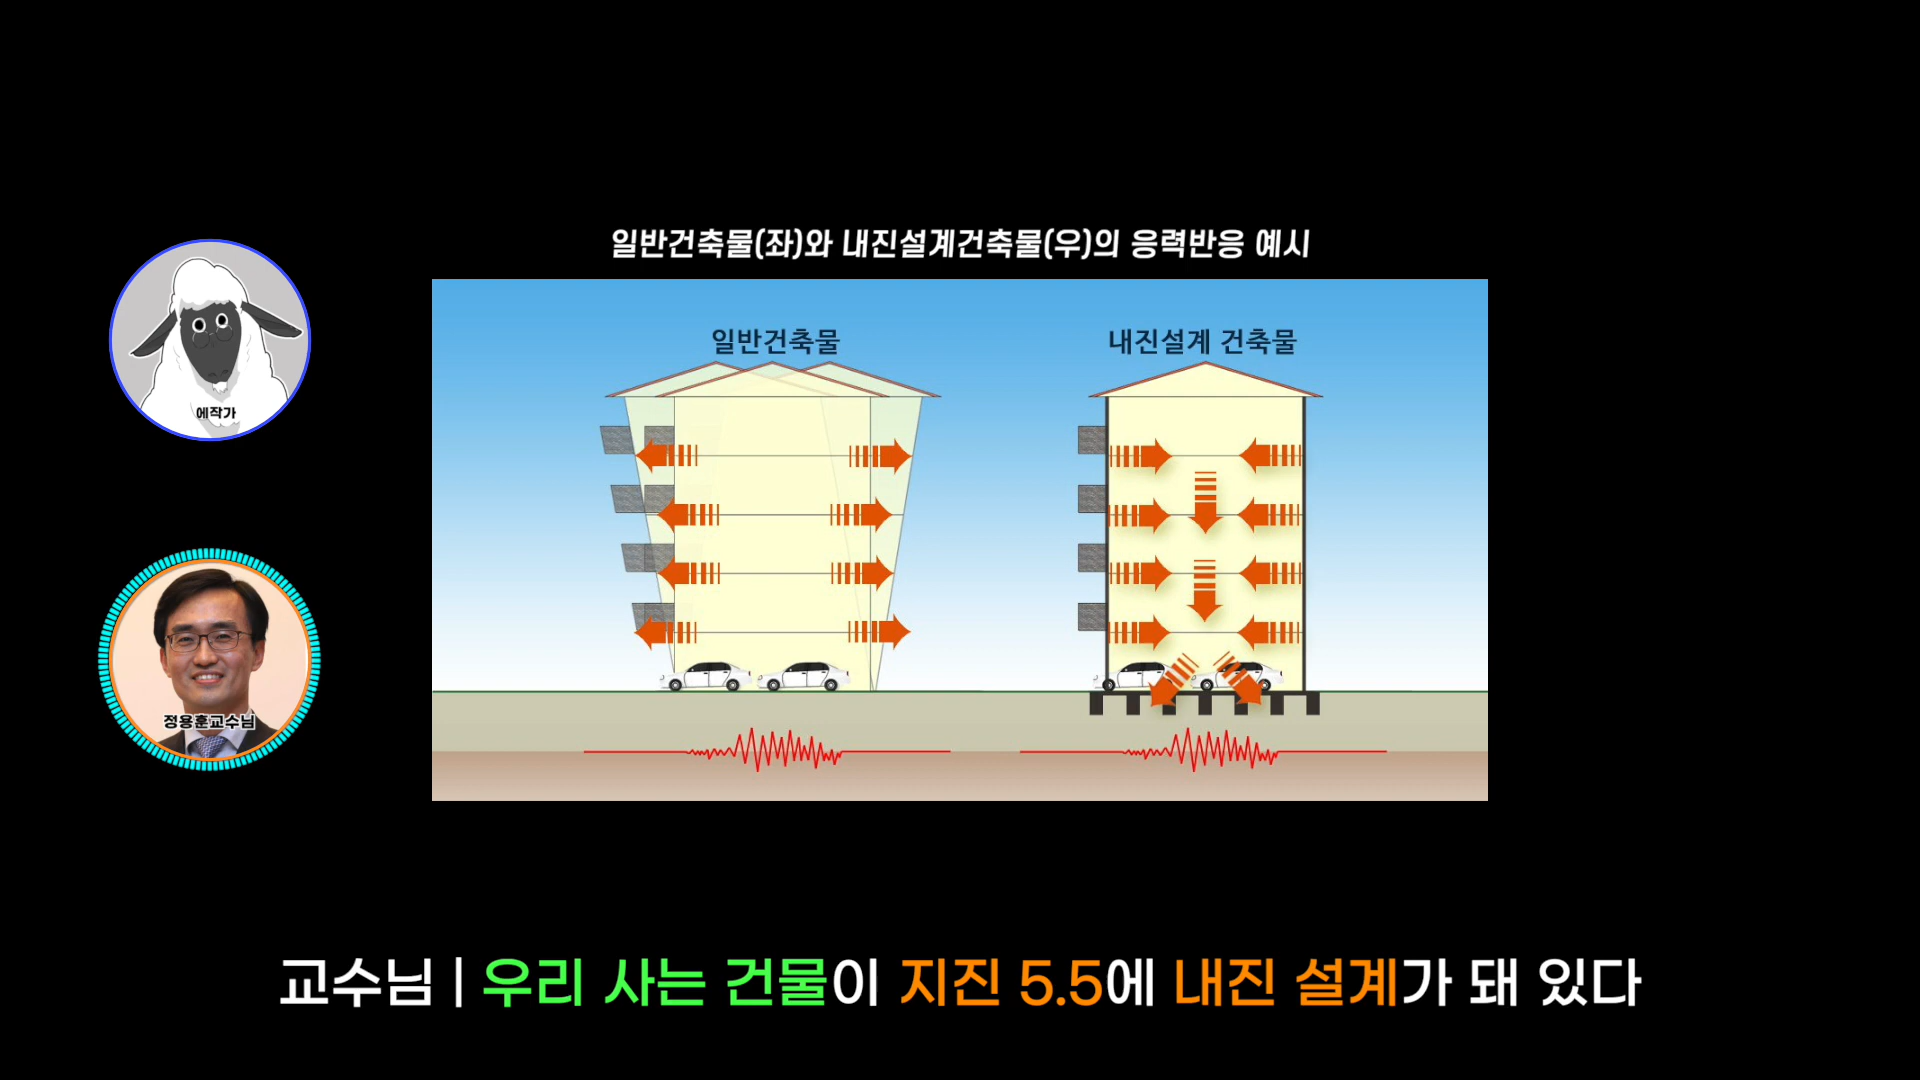 일반건축물(좌)와 내진설계건축물(우)의 응력반응 예시
일반건축물
내진설계 건축물
에작가
정용훈교수님
교수님 | 우리 사는 건물이 지진 5.5에 내진 설계가 돼 있다